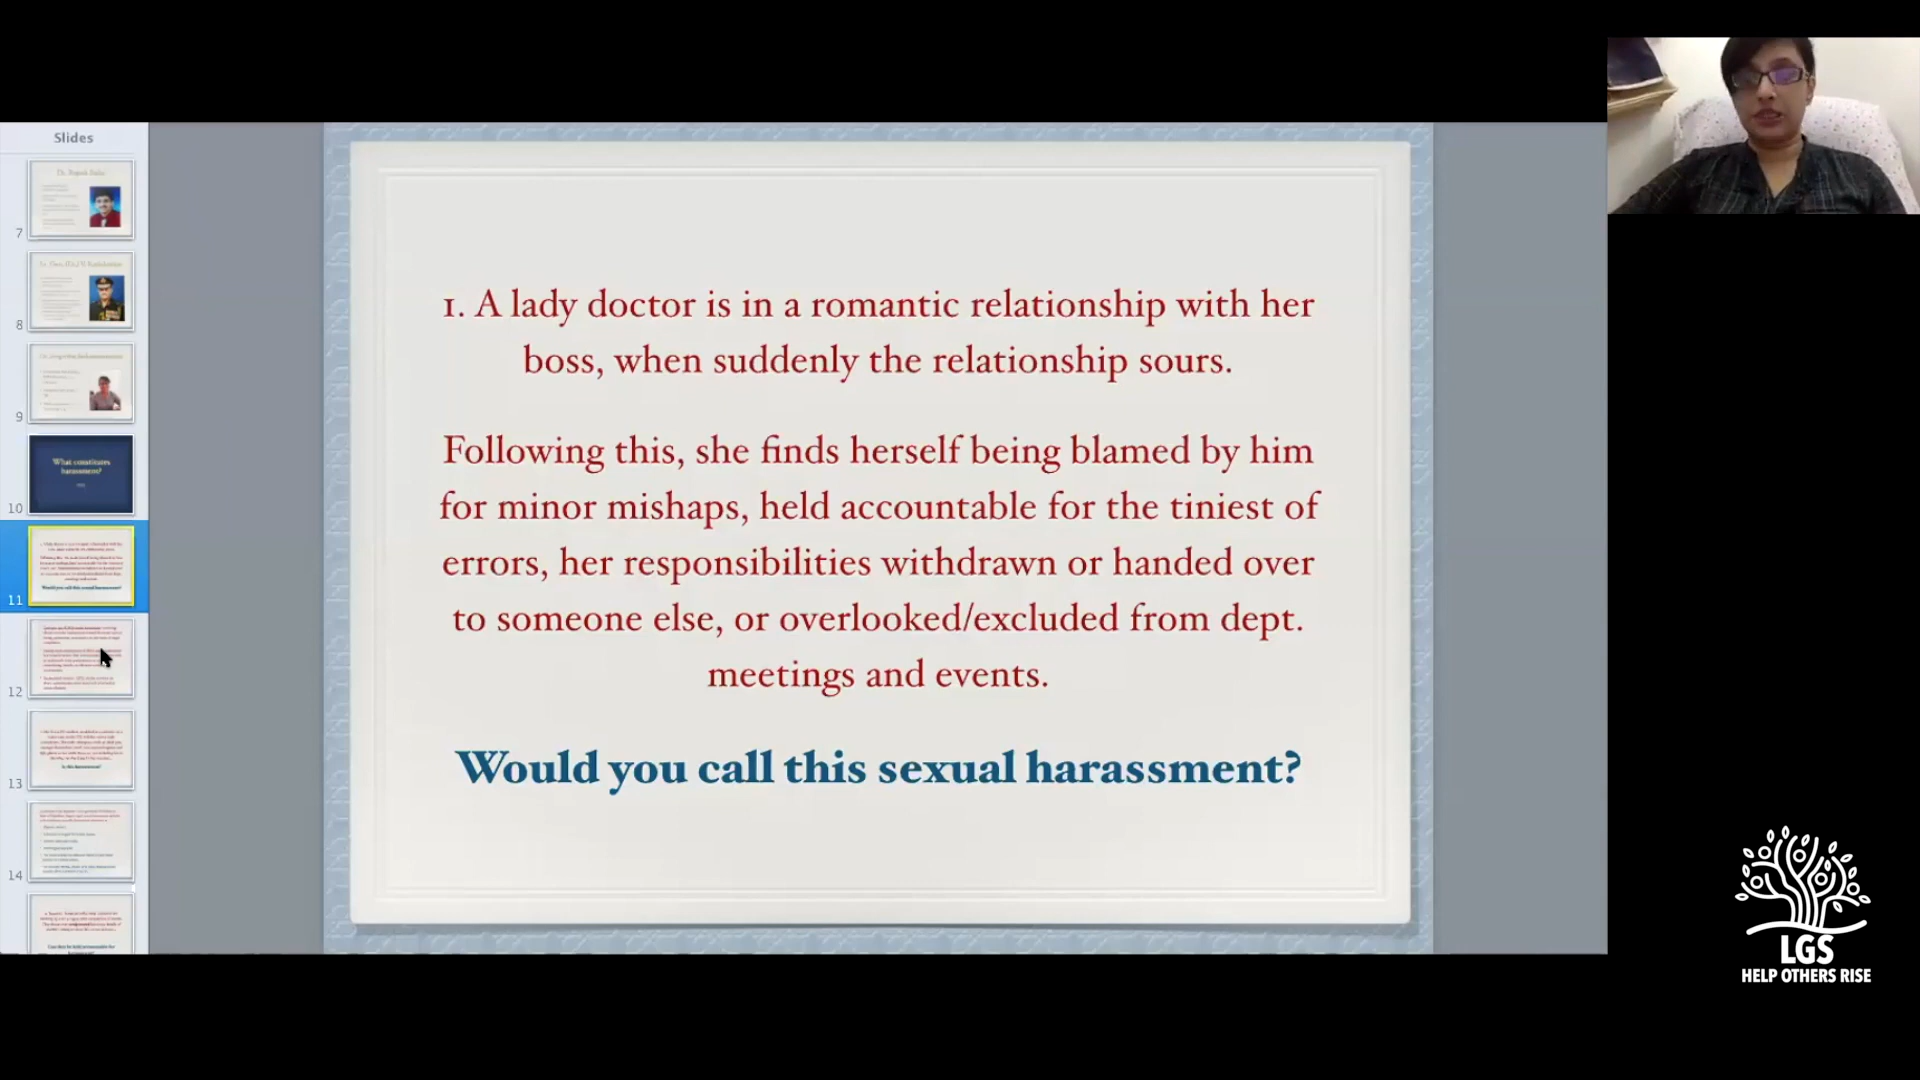 Slides
7
8
9
What constitutes
harassment?
10
11
12
13
14
1. A lady doctor is in a romantic relationship with her
boss, when suddenly the relationship sours.
Following this, she finds herself being blamed by him
for minor mishaps, held accountable for the tiniest of
errors, her responsibilities withdrawn or handed over
to someone else, or overlooked/excluded from dept.
meetings and events.
Would you call this sexual harassment?
LGS
HELP OTHERS RISE